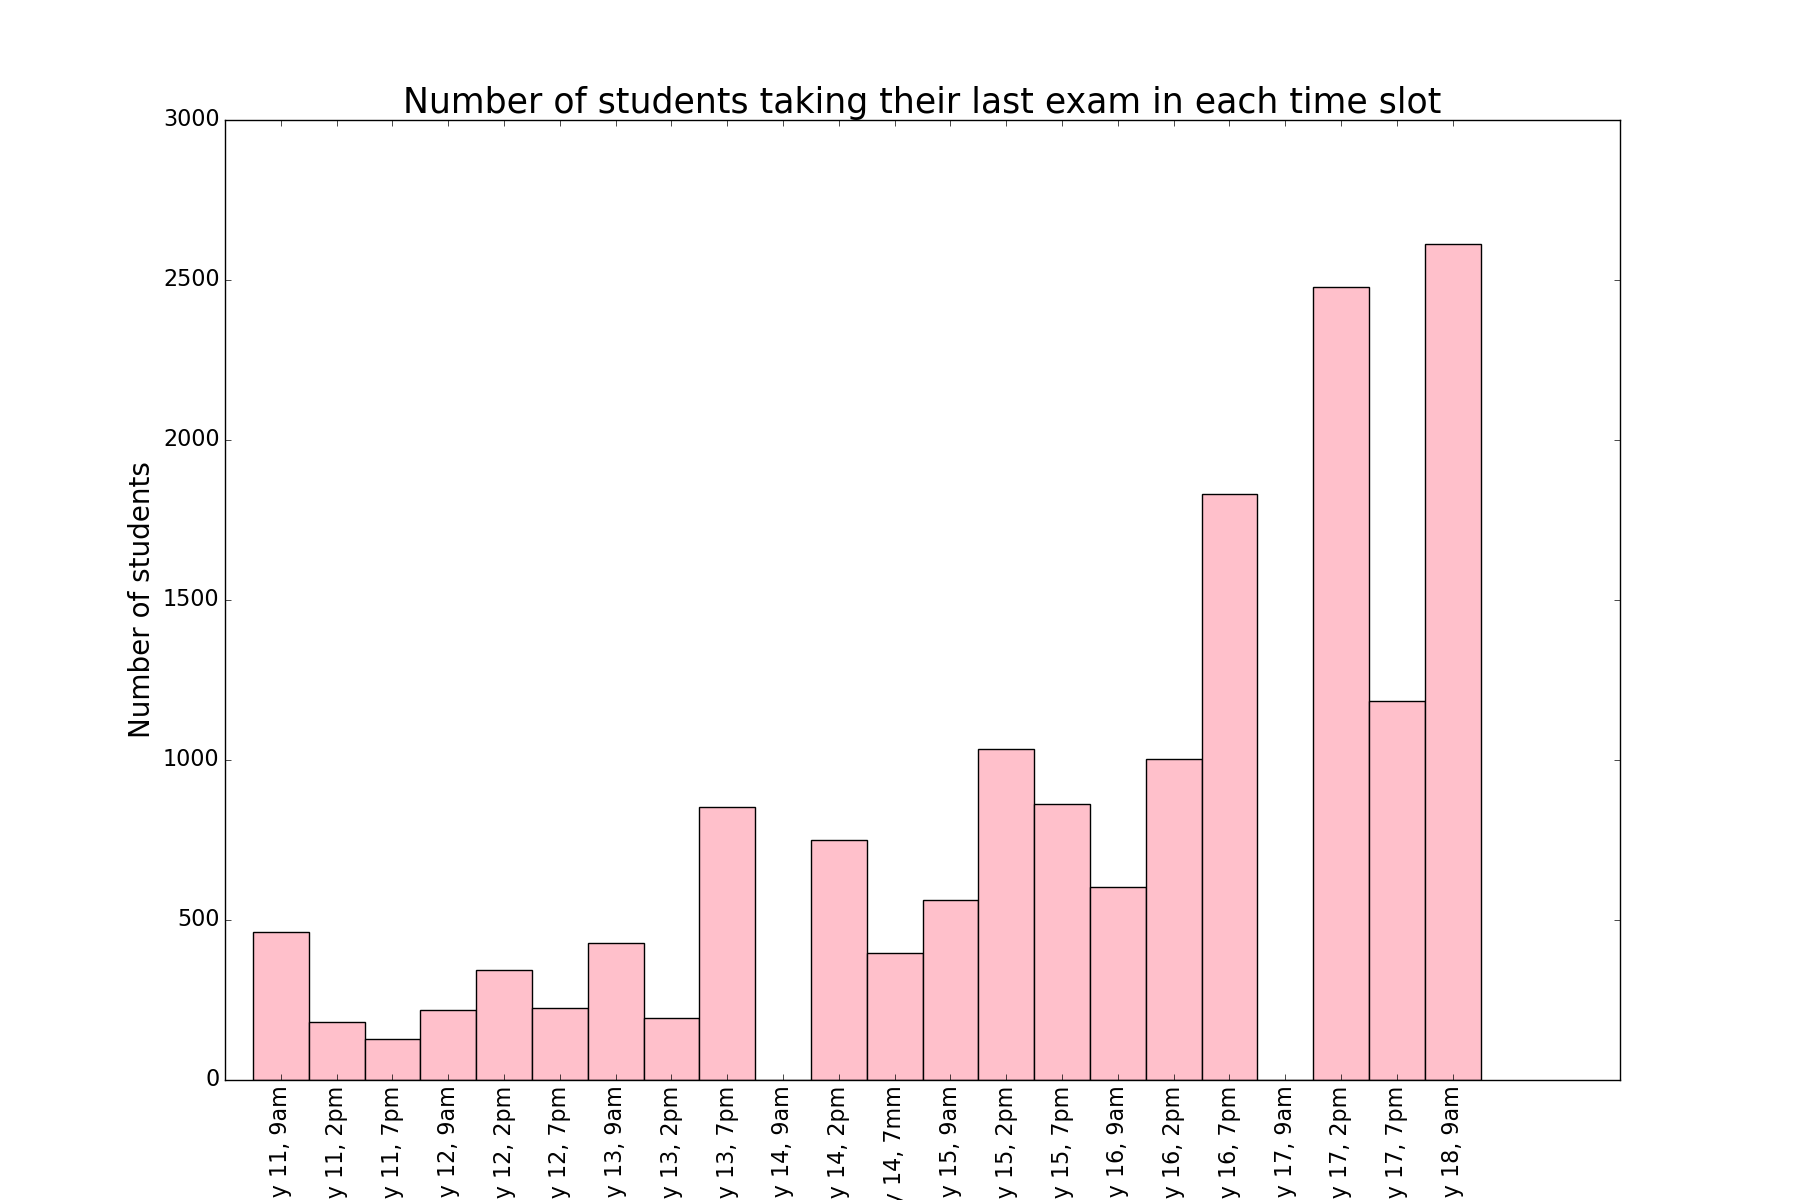 Number of students taking their last exam in each time slot
Number of students
3000
2500
2000
1500
1000
500
0
y 11, 9am
y 11, 2pm
y 11, 7pm
y 12, 9am
y 12, 2pm
y 12, 7pm
y 13, 9am
y 13, 2pm
y 13, 7pm
y 14, 9am
y 14, 2pm
y 14, 7mm
y 15, 9am
y 15, 2pm
y 15, 7pm
y 16, 9am
y 16, 2pm
y 16, 7pm
y 17, 9am
y 17, 2pm
y 17, 7pm
y 18, 9am